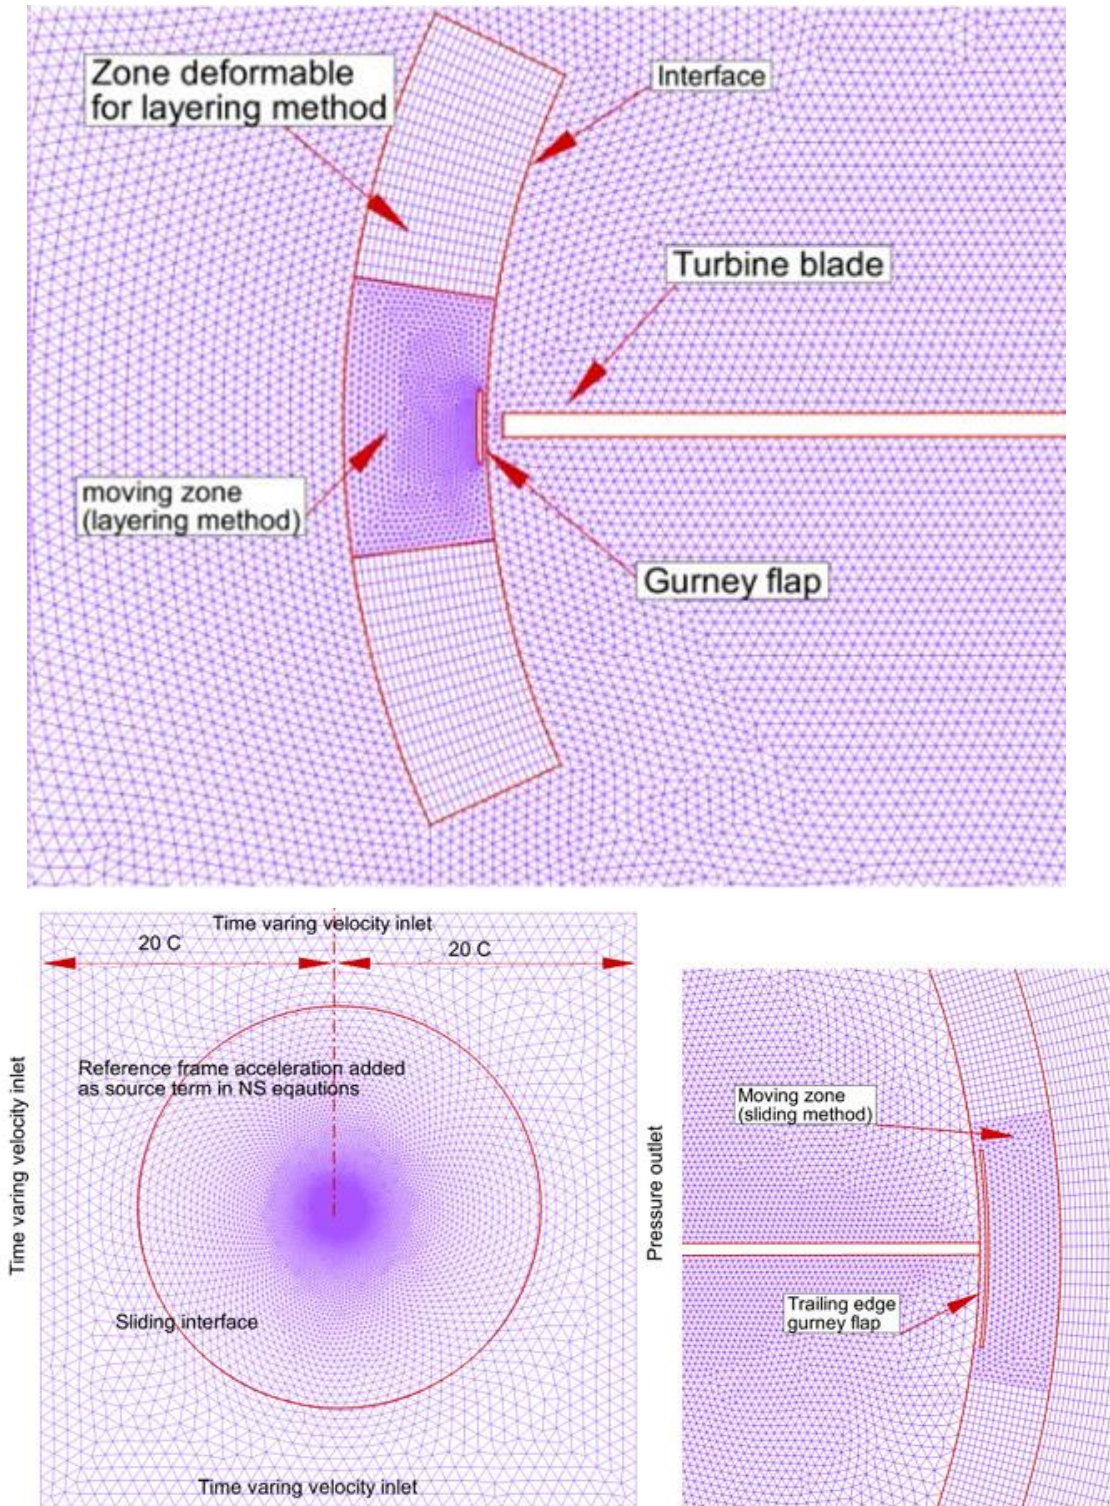 Zone deformable
for layering method
Interface
Turbine blade
moving zone
(layering method)
Gurney flap
Time varing velocity inlet
20 C
20 C
Time varing velocity inlet
Reference frame acceleration added
as source term in NS eqautions
Sliding interface
Time varing velocity inlet
Pressure outlet
Moving zone
(sliding method)
Trailing edge
gurney flap